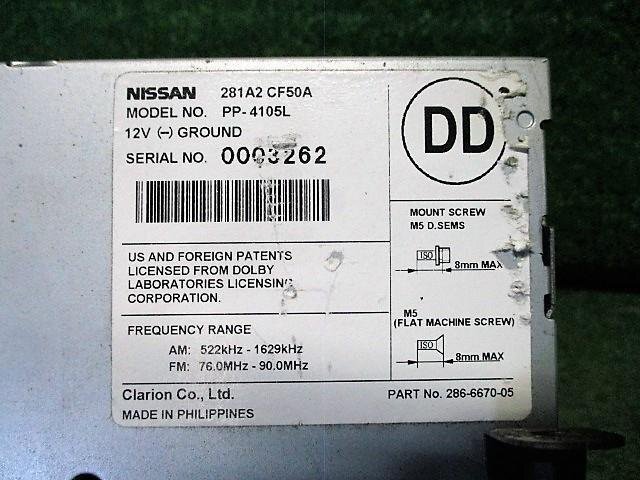 NISSAN 281A2 CF50A
MODEL NO. PP-4105L
12V (-) GROUND
SERIAL NO. 0003262
DD
US AND FOREIGN PATENTS
LICENSED FROM DOLBY
LABORATORIES LICENSING
CORPORATION.
MOUNT SCREW
M5 D.SEMS
ISO
8mm MAX
FREQUENCY RANGE
AM: 522kHz - 1629kHz
FM: 76.0MHz - 90.0MHz
M5
(FLAT MACHINE SCREW)
ISO
8mm MAX
Clarion Co., Ltd.
MADE IN PHILIPPINES
PART No. 286-6670-05